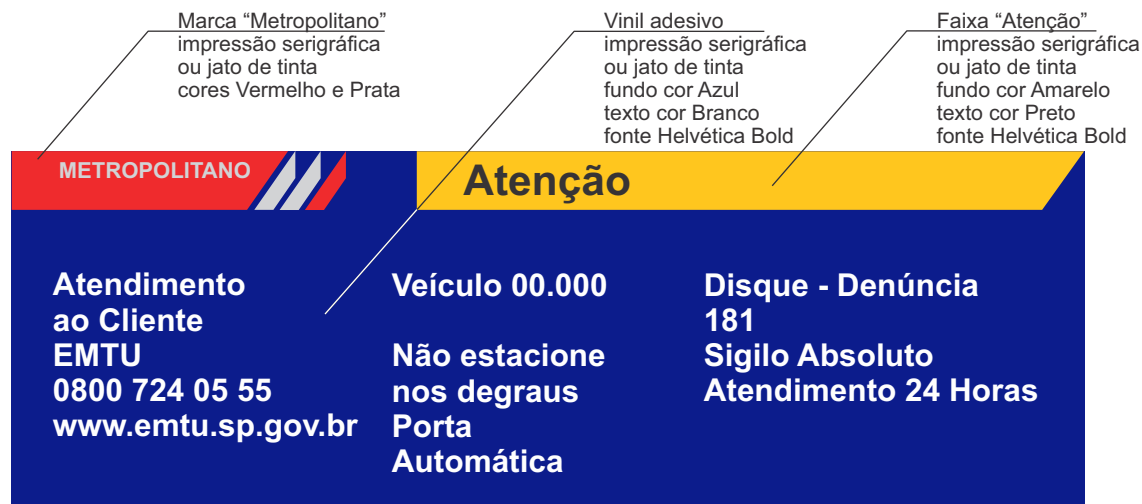 Marca “Metropolitano”
impressão serigráfica
ou jato de tinta
cores Vermelho e Prata
Vinil adesivo
impressão serigráfica
ou jato de tinta
fundo cor Azul
texto cor Branco
fonte Helvética Bold
Faixa “Atenção”
impressão serigráfica
ou jato de tinta
fundo cor Amarelo
texto cor Preto
fonte Helvética Bold
METROPOLITANO
Atenção
Atendimento
ao Cliente
EMTU
0800 724 05 55
www.emtu.sp.gov.br
Veículo 00.000
Não estacione
nos degraus
Porta
Automática
Disque - Denúncia
181
Sigilo Absoluto
Atendimento 24 Horas